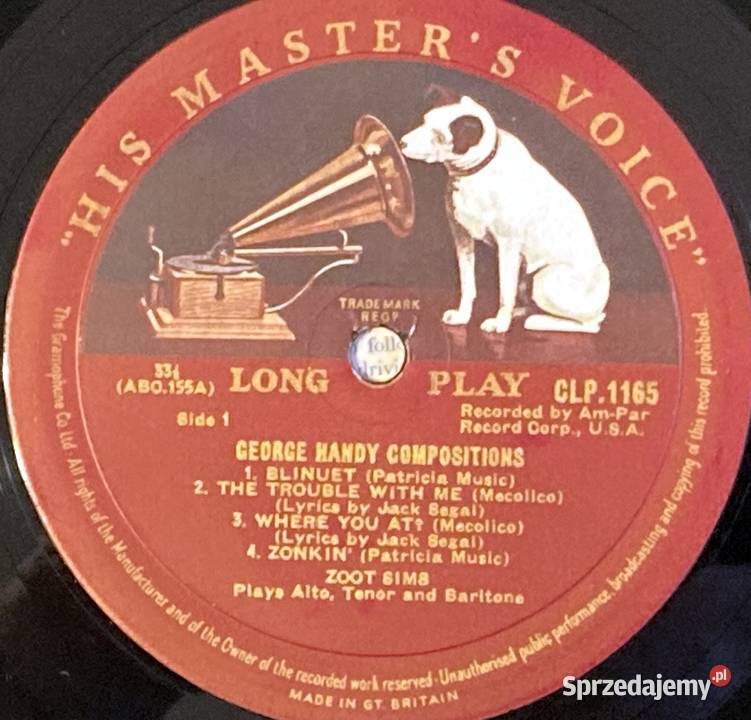 "HIS MASTER'S VOICE"
TRADE MARK
REGD
foll
drivi
33⅓
(ABO.155A)
LONG PLAY
CLP.1165
Side 1
Recorded by Am-Par
Record Corp., U.S.A.
GEORGE HANDY COMPOSITIONS
1. BLINUET (Patricia Music)
2. THE TROUBLE WITH ME (Mecolico)
(Lyrics by Jack Segal)
3. WHERE YOU AT? (Mecolico)
(Lyrics by Jack Segal)
4. ZONKIN' (Patricia Music)
ZOOT SIMS
Plays Alto, Tenor and Baritone
The Gramophone Co Ltd. All rights of the Manufacturer and of the Owner of the recorded work reserved · Unauthorised public performance, broadcasting and copying of this record prohibited.
MADE IN GT. BRITAIN
Sprzedajemy.pl